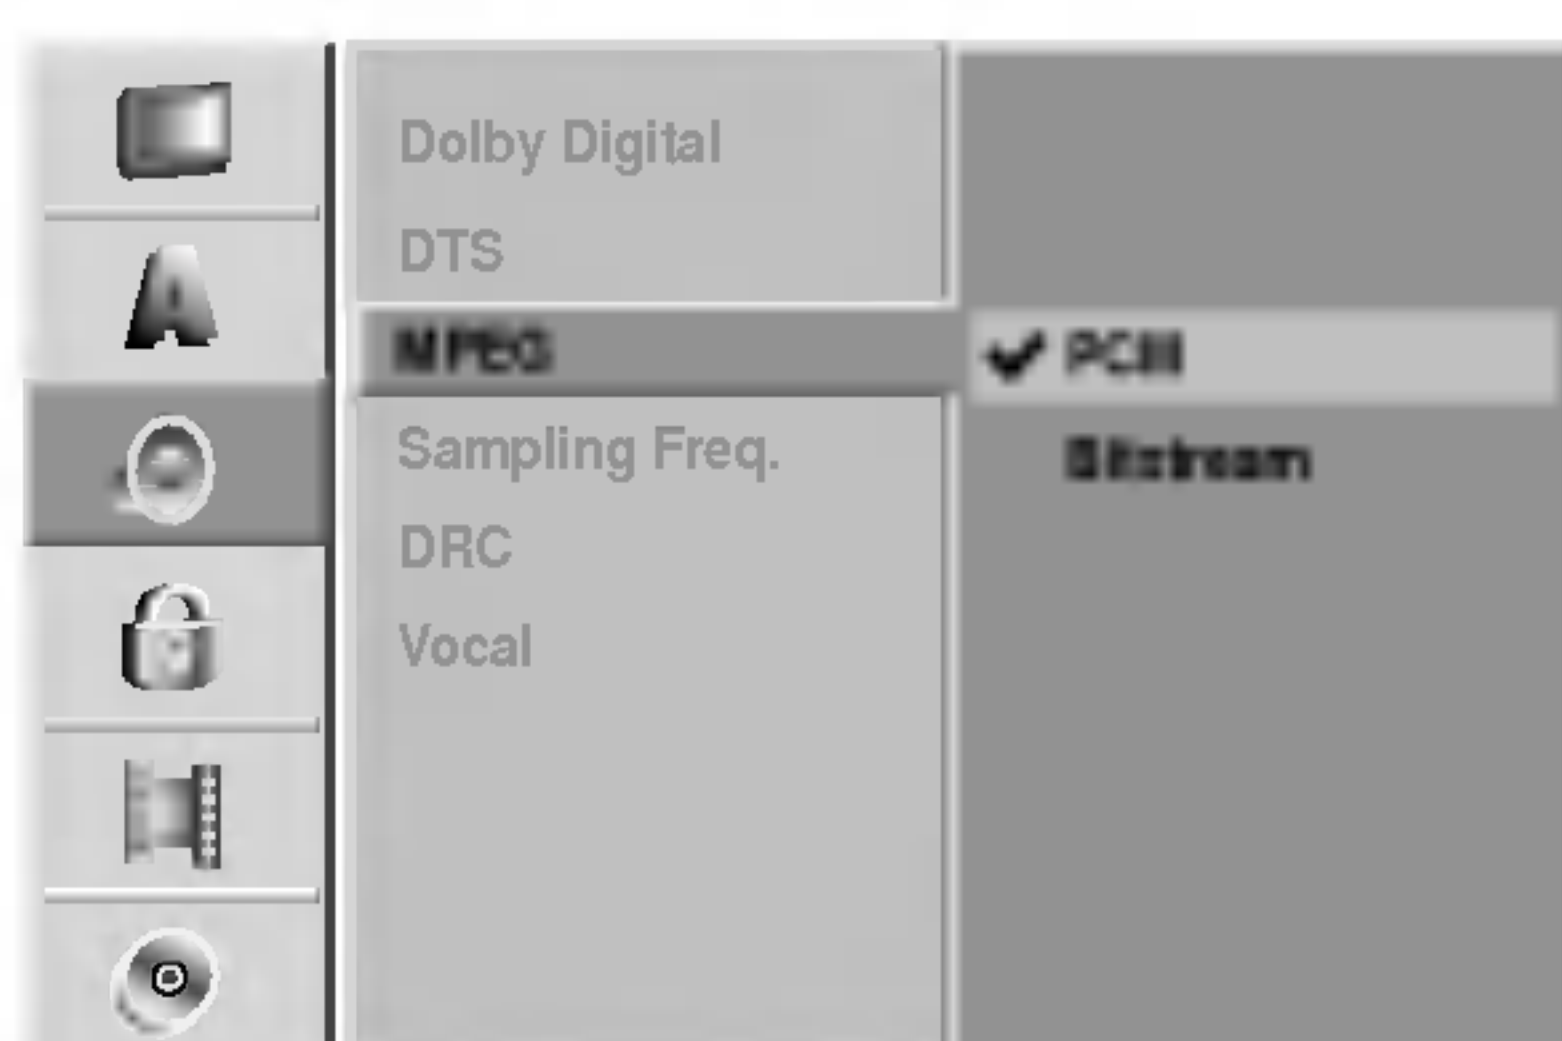 A
Dolby Digital
DTS
MPEG
PCM
Sampling Freq.
Bitstream
DRC
Vocal